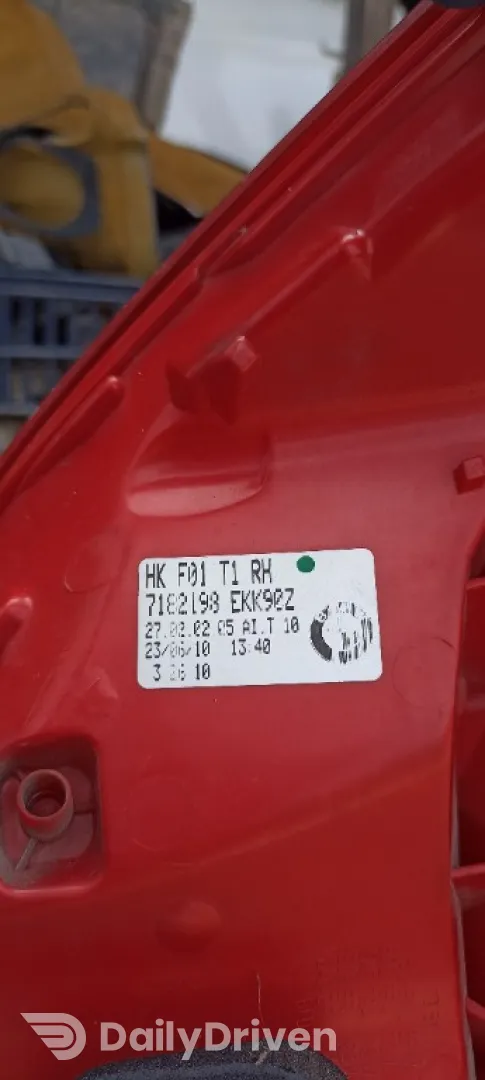 HK F01 T1 RH
7182198 EKK90Z
27.02.02 05 AI.T 10
23/06/10 13:40
3 26 10
DailyDriven